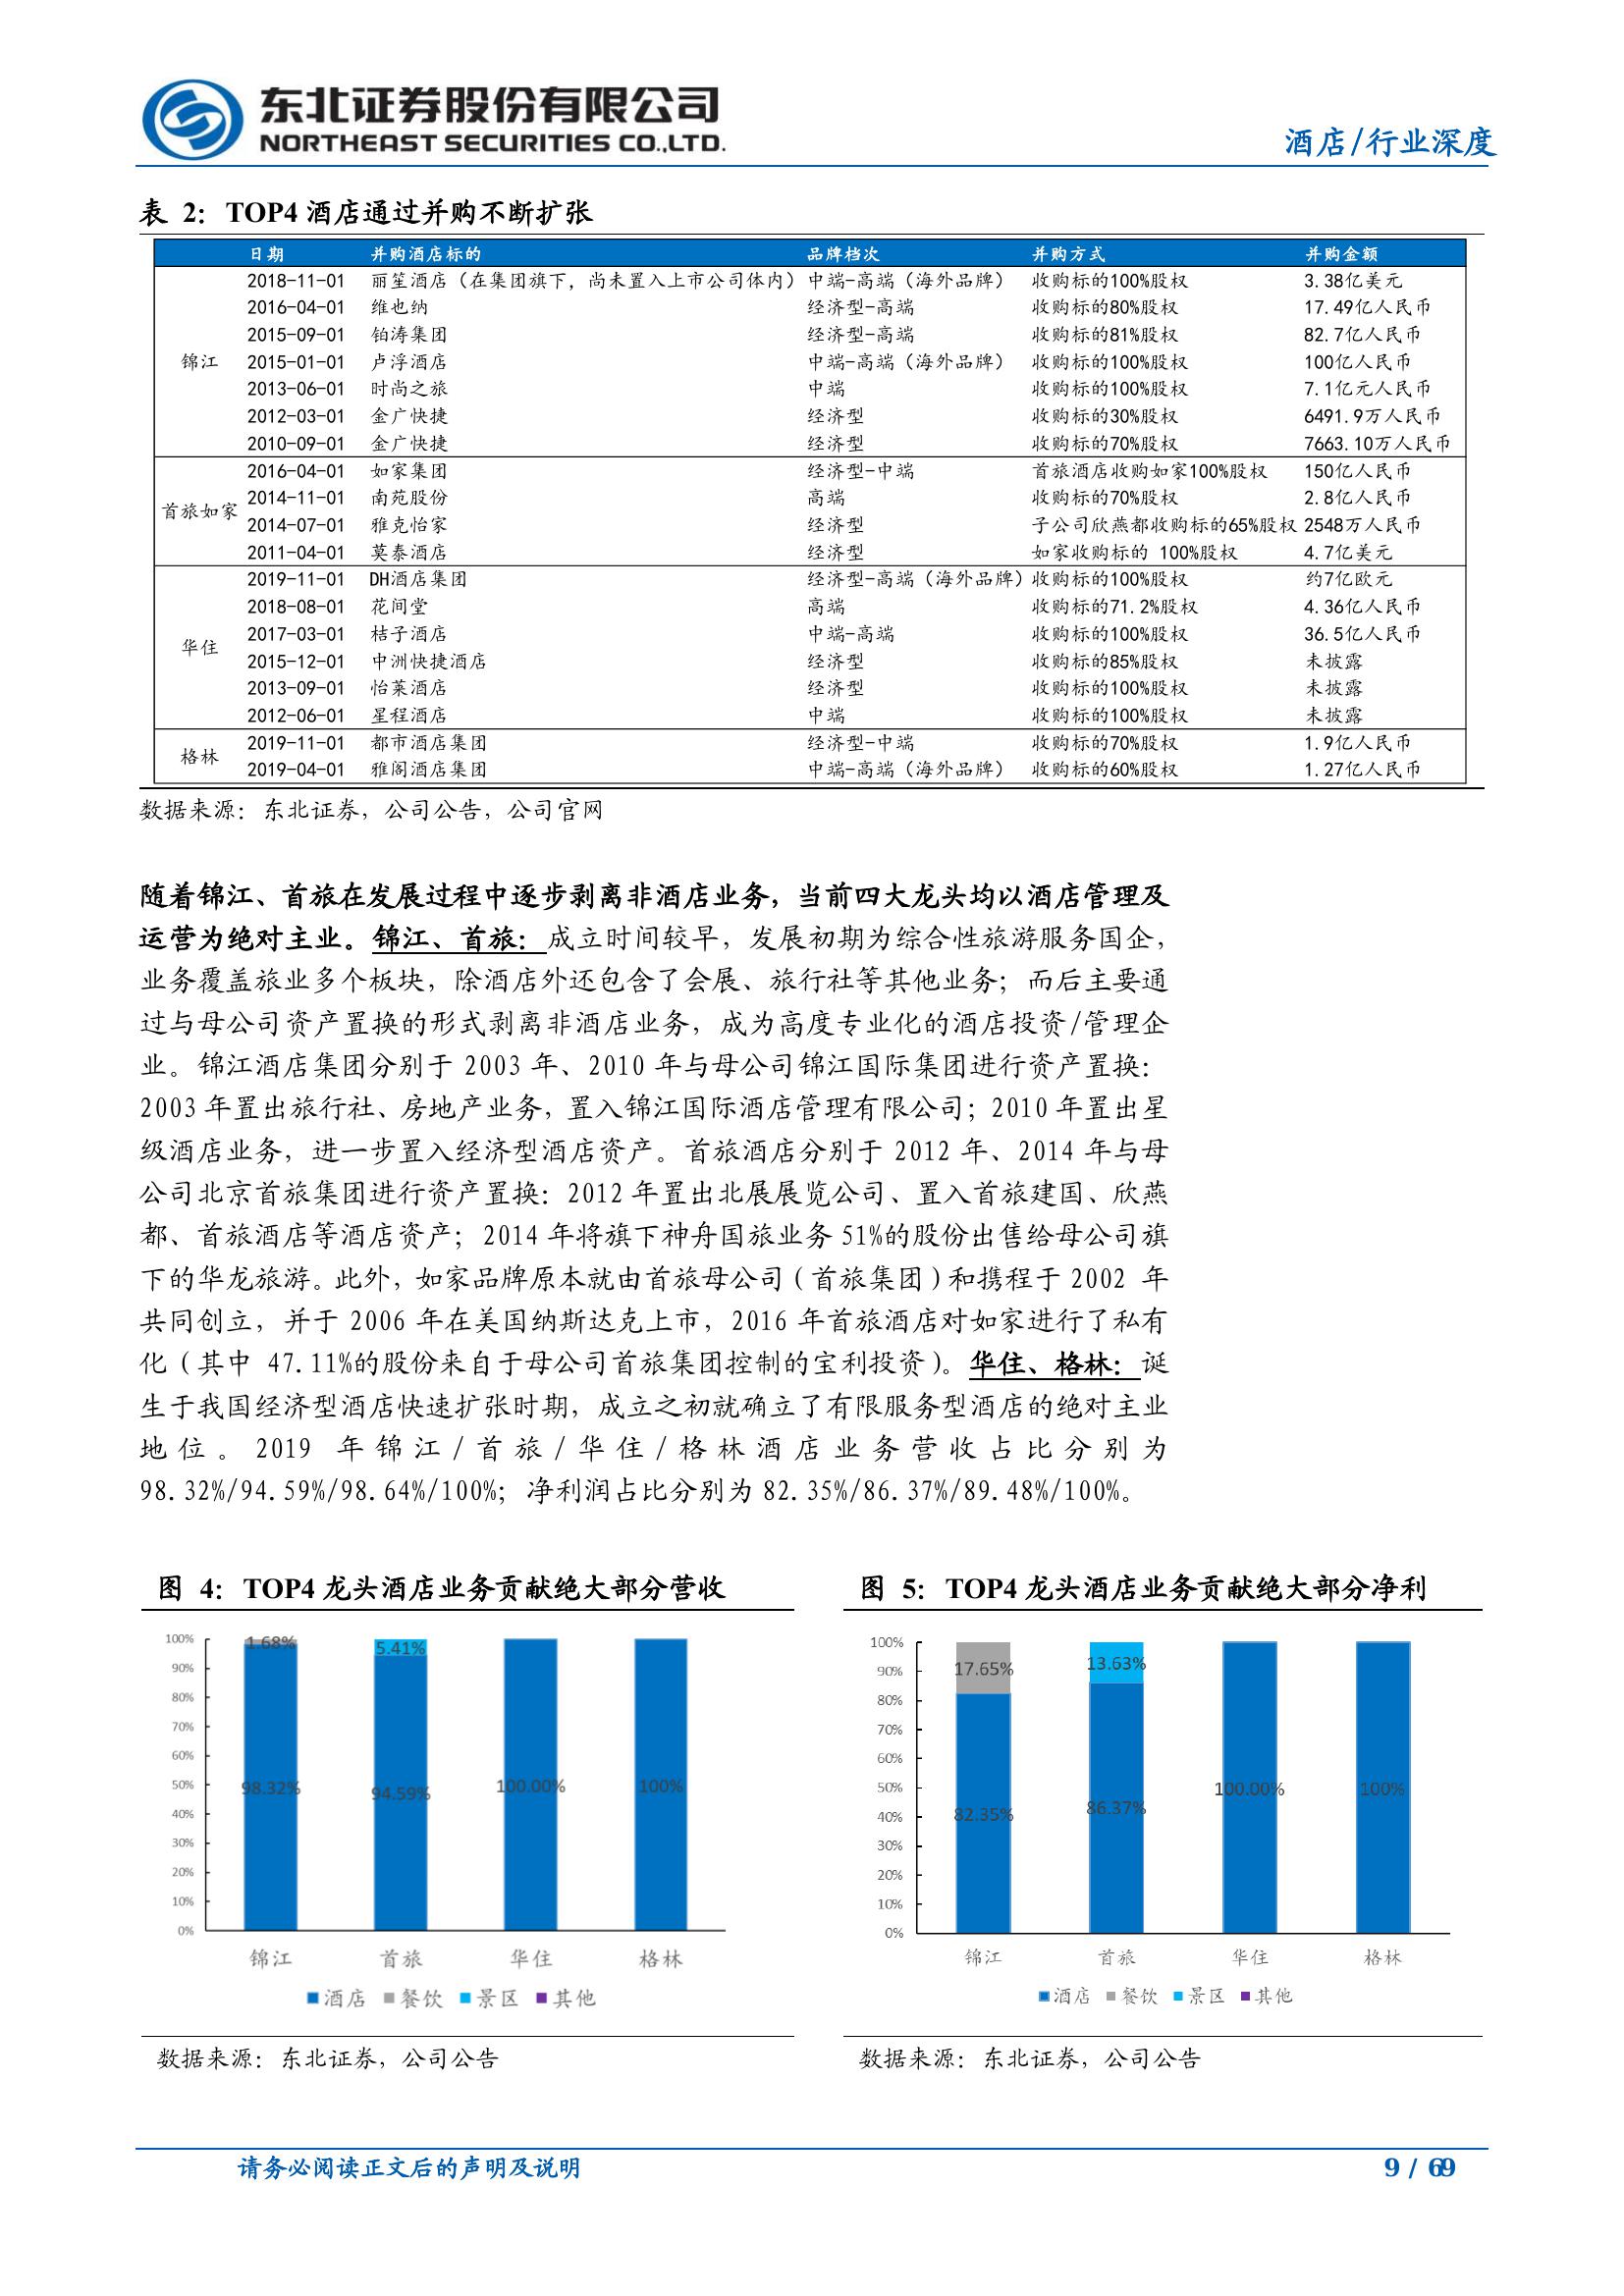 东北证券股份有限公司
NORTHEAST SECURITIES CO.,LTD.
酒店/行业深度
表 2：TOP4 酒店通过并购不断扩张
日期 并购酒店标的 品牌档次 并购方式 并购金额
2018-11-01 丽笙酒店（在集团旗下，尚未置入上市公司体内） 中端-高端（海外品牌） 收购标的100%股权 3.38亿美元
2016-04-01 维也纳 经济型-高端 收购标的80%股权 17.49亿人民币
2015-09-01 铂涛集团 经济型-高端 收购标的81%股权 82.7亿人民币
锦江 2015-01-01 卢浮酒店 中端-高端（海外品牌） 收购标的100%股权 100亿人民币
2013-06-01 时尚之旅 中端 收购标的100%股权 7.1亿元人民币
2012-03-01 金广快捷 经济型 收购标的30%股权 6491.9万人民币
2010-09-01 金广快捷 经济型 收购标的70%股权 7663.10万人民币
2016-04-01 如家集团 经济型-中端 首旅酒店收购如家100%股权 150亿人民币
首旅如家 2014-11-01 南苑股份 高端 收购标的70%股权 2.8亿人民币
2014-07-01 雅克怡家 经济型 子公司欣燕都收购标的65%股权 2548万人民币
2011-04-01 莫泰酒店 经济型 如家收购标的 100%股权 4.7亿美元
2019-11-01 DH酒店集团 经济型-高端（海外品牌） 收购标的100%股权 约7亿欧元
2018-08-01 花间堂 高端 收购标的71.2%股权 4.36亿人民币
华住 2017-03-01 桔子酒店 中端-高端 收购标的100%股权 36.5亿人民币
2015-12-01 中洲快捷酒店 经济型 收购标的85%股权 未披露
2013-09-01 怡莱酒店 经济型 收购标的100%股权 未披露
2012-06-01 星程酒店 中端 收购标的100%股权 未披露
格林 2019-11-01 都市酒店集团 经济型-中端 收购标的70%股权 1.9亿人民币
2019-04-01 雅阁酒店集团 中端-高端（海外品牌） 收购标的60%股权 1.27亿人民币
数据来源：东北证券，公司公告，公司官网
随着锦江、首旅在发展过程中逐步剥离非酒店业务，当前四大龙头均以酒店管理及
运营为绝对主业。锦江、首旅：成立时间较早，发展初期为综合性旅游服务国企，
业务覆盖旅业多个板块，除酒店外还包含了会展、旅行社等其他业务；而后主要通
过与母公司资产置换的形式剥离非酒店业务，成为高度专业化的酒店投资/管理企
业。锦江酒店集团分别于 2003 年、2010 年与母公司锦江国际集团进行资产置换：
2003 年置出旅行社、房地产业务，置入锦江国际酒店管理有限公司；2010 年置出星
级酒店业务，进一步置入经济型酒店资产。首旅酒店分别于 2012 年、2014 年与母
公司北京首旅集团进行资产置换：2012 年置出北展展览公司、置入首旅建国、欣燕
都、首旅酒店等酒店资产；2014 年将旗下神舟国旅业务 51%的股份出售给母公司旗
下的华龙旅游。此外，如家品牌原本就由首旅母公司（首旅集团）和携程于 2002 年
共同创立，并于 2006 年在美国纳斯达克上市，2016 年首旅酒店对如家进行了私有
化（其中 47.11%的股份来自于母公司首旅集团控制的宝利投资）。华住、格林：诞
生于我国经济型酒店快速扩张时期，成立之初就确立了有限服务型酒店的绝对主业
地位。2019 年锦江/首旅/华住/格林酒店业务营收占比分别为
98.32%/94.59%/98.64%/100%；净利润占比分别为 82.35%/86.37%/89.48%/100%。
图 4：TOP4 龙头酒店业务贡献绝大部分营收
100%
90%
80%
70%
60%
50%
40%
30%
20%
10%
0%
1.68% 5.41%
98.32% 94.59% 100.00% 100%
锦江 首旅 华住 格林
酒店 餐饮 景区 其他
数据来源：东北证券，公司公告
图 5：TOP4 龙头酒店业务贡献绝大部分净利
100%
90%
80%
70%
60%
50%
40%
30%
20%
10%
0%
17.65% 13.63%
82.35% 86.37% 100.00% 100%
锦江 首旅 华住 格林
酒店 餐饮 景区 其他
数据来源：东北证券，公司公告
请务必阅读正文后的声明及说明
9 / 69